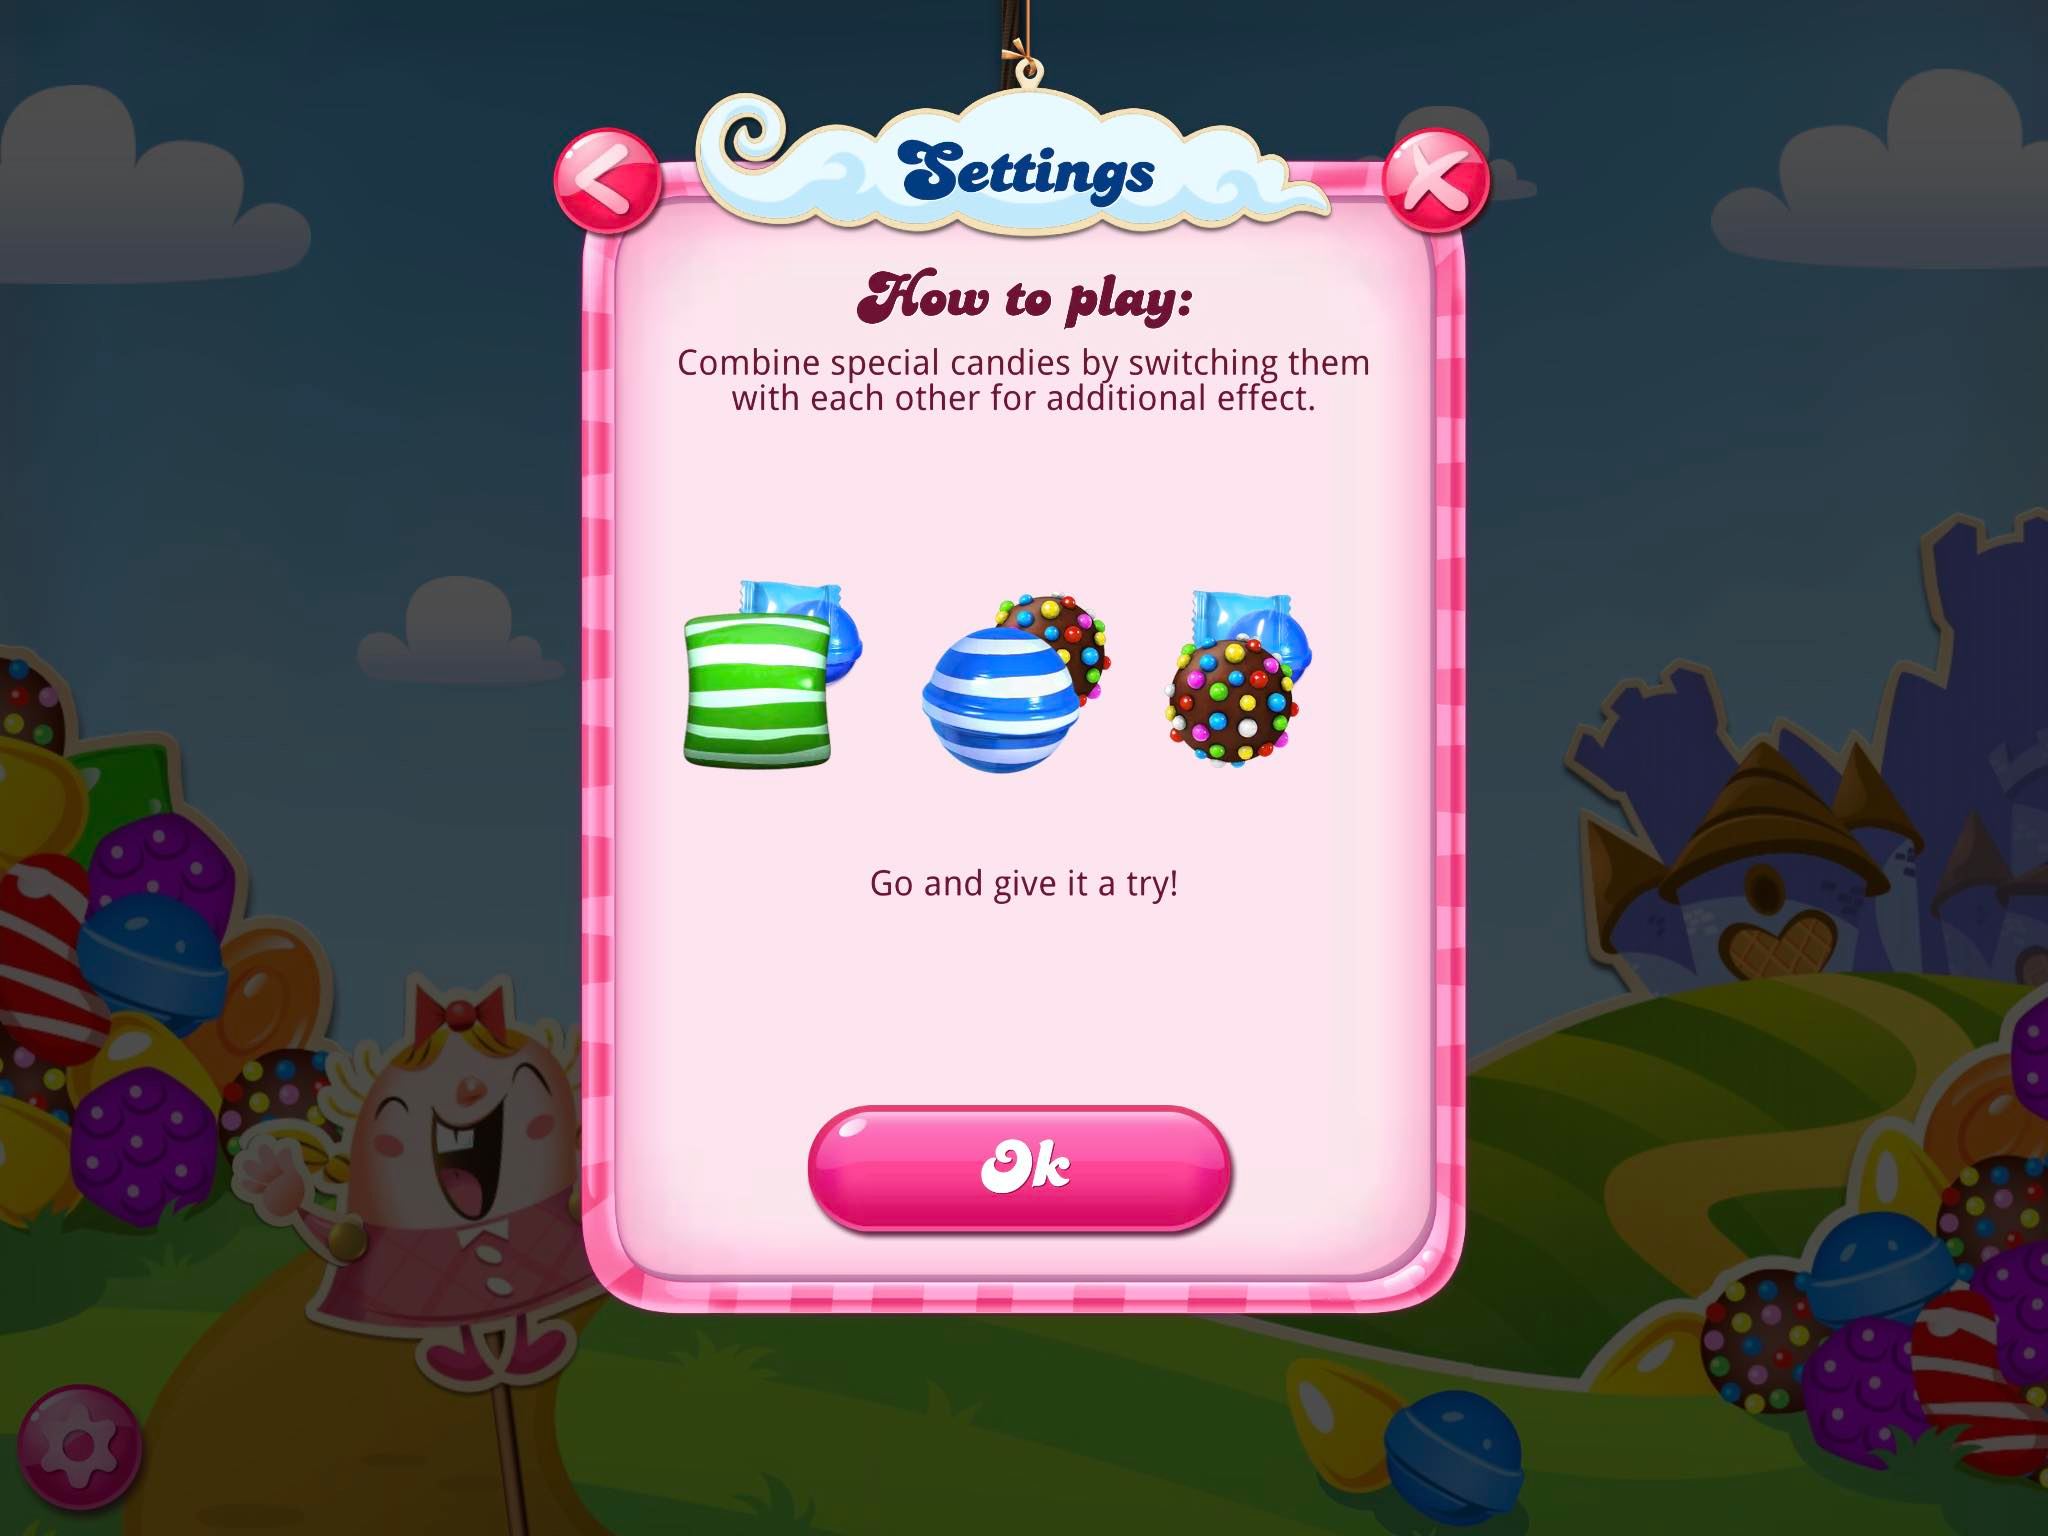 Settings
How to play:
Combine special candies by switching them
with each other for additional effect.
Go and give it a try!
Ok